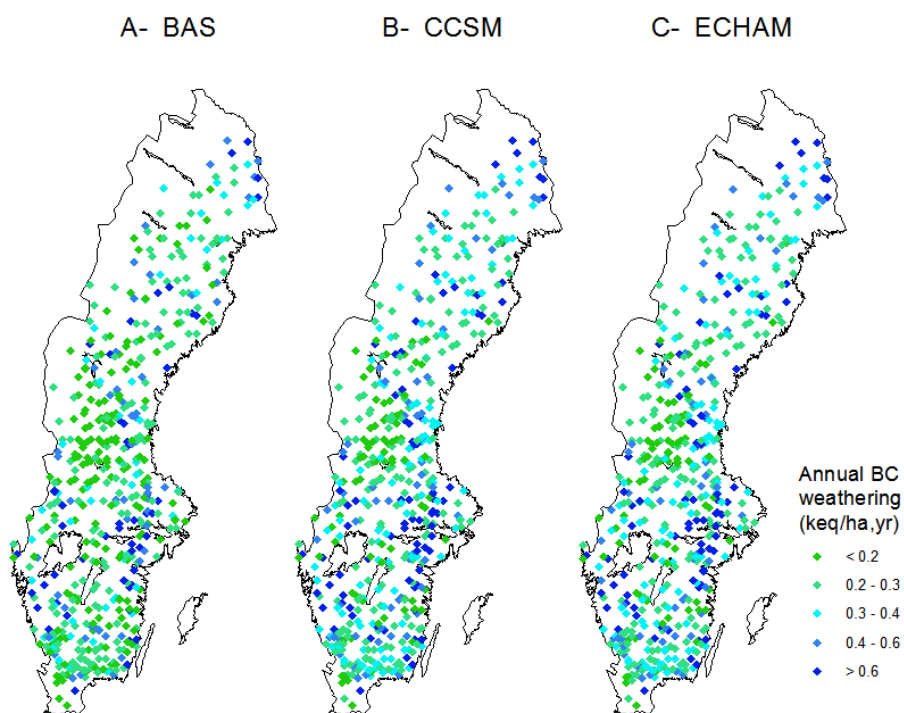 A- BAS
B- CCSM
C- ECHAM
Annual BC
weathering
(keq/ha,yr)
< 0.2
0.2 - 0.3
0.3 - 0.4
0.4 - 0.6
> 0.6